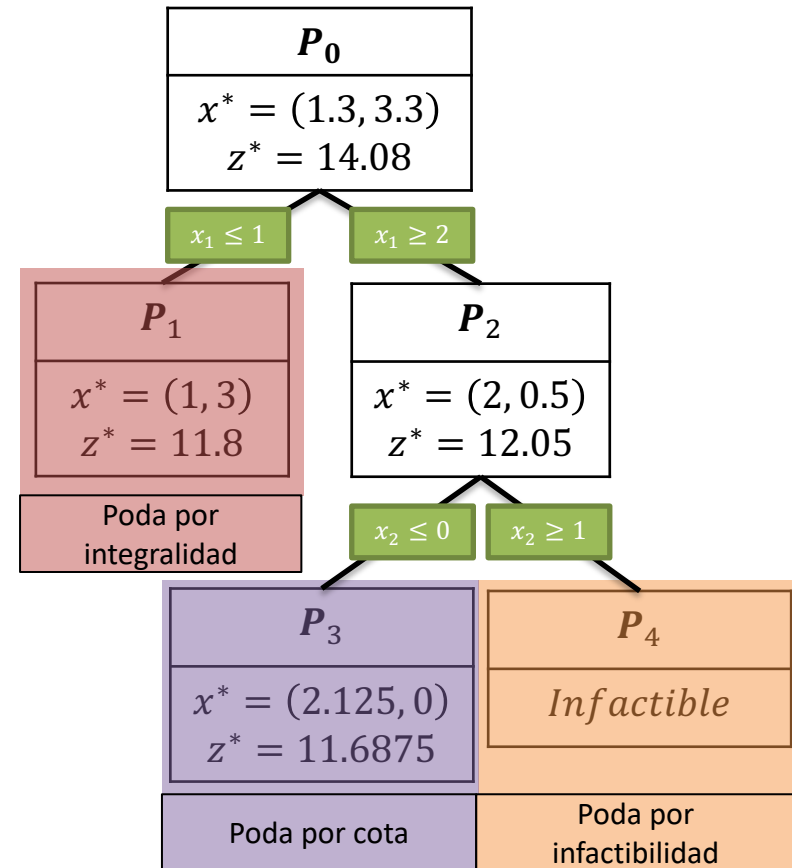 P₀
x* = (1.3, 3.3)
z* = 14.08
x₁ ≤ 1
x₁ ≥ 2
P₁
x* = (1, 3)
z* = 11.8
Poda por
integralidad
P₂
x* = (2, 0.5)
z* = 12.05
x₂ ≤ 0
x₂ ≥ 1
P₃
x* = (2.125, 0)
z* = 11.6875
Poda por cota
P₄
Infactible
Poda por
infactibilidad